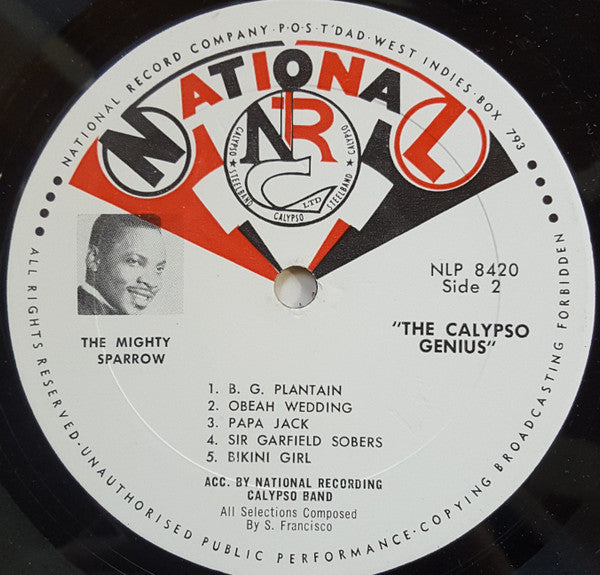 NATIONAL RECORD COMPANY · P·O·S·T'DAD · WEST INDIES · BOX 793
NATIONAL
CALYPSO ★ STEELBAND ★ CALYPSO ★ STEELBAND ★ CALYPSO
NRC
LTD
NLP 8420
Side 2
THE MIGHTY
SPARROW
"THE CALYPSO
GENIUS"
1. B. G. PLANTAIN
2. OBEAH WEDDING
3. PAPA JACK
4. SIR GARFIELD SOBERS
5. BIKINI GIRL
ACC. BY NATIONAL RECORDING
CALYPSO BAND
All Selections Composed
By S. Francisco
ALL RIGHTS RESERVED·UNAUTHORISED PUBLIC PERFORMANCE·COPYING BROADCASTING FORBIDDEN